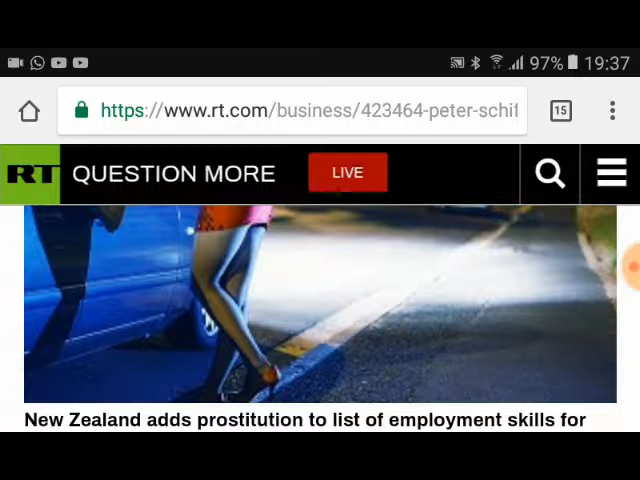 97% 19:37
https://www.rt.com/business/423464-peter-schif
15
RT QUESTION MORE LIVE
New Zealand adds prostitution to list of employment skills for